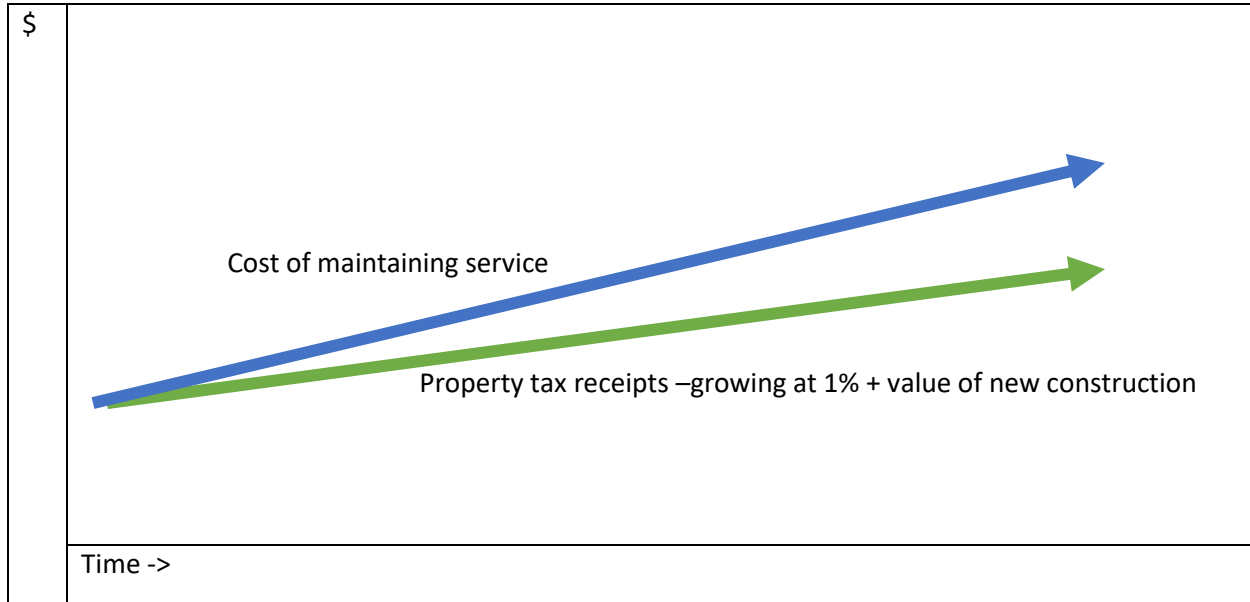 $
Cost of maintaining service
Property tax receipts –growing at 1% + value of new construction
Time ->